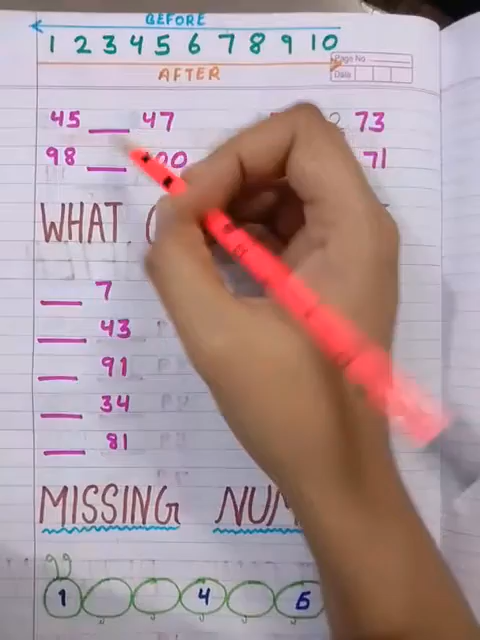 BEFORE
1 2 3 4 5 6 7 8 9 10
AFTER
Page No
Date
45 __ 47 2 73
98 __ 71
WHAT
__ 7
__ 43
__ 91
__ 34
__ 81
MISSING NUM
1 4 6